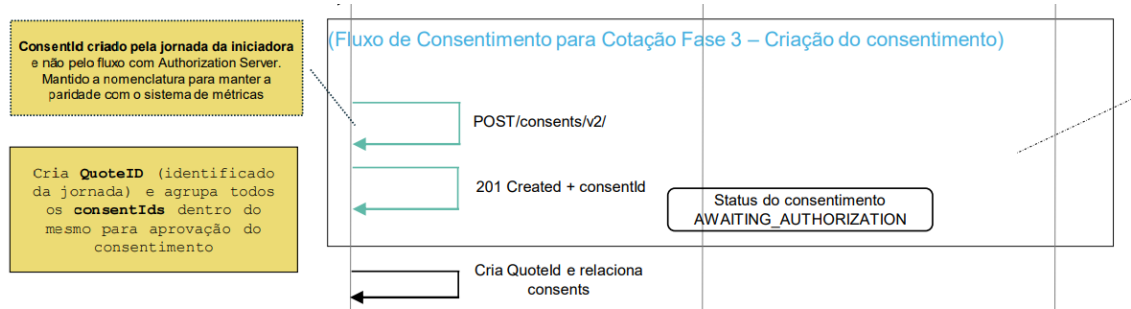 ConsentId criado pela jornada da iniciadora
e não pelo fluxo com Authorization Server.
Mantido a nomenclatura para manter a
paridade com o sistema de métricas
(Fluxo de Consentimento para Cotação Fase 3 – Criação do consentimento)
POST/consents/v2/
201 Created + consentId
Status do consentimento
AWAITING_AUTHORIZATION
Cria QuoteID (identificado
da jornada) e agrupa todos
os consentIds dentro do
mesmo para aprovação do
consentimento
Cria QuoteId e relaciona
consents